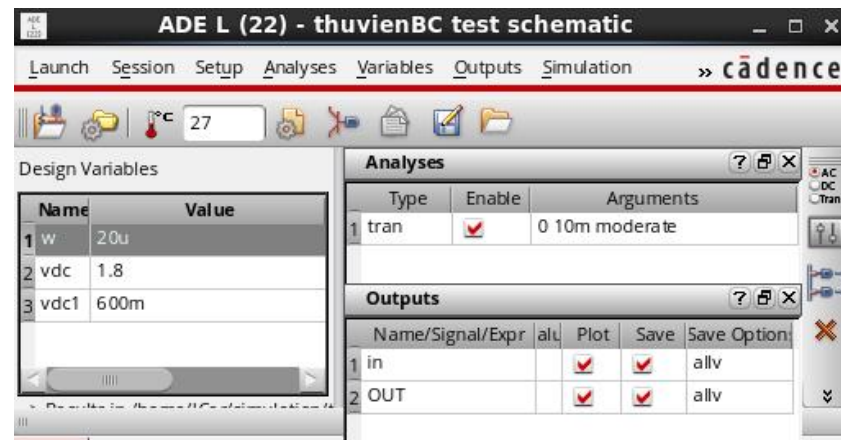 ADE L (22) - thuvienBC test schematic
Launch Session Setup Analyses Variables Outputs Simulation » cādence
°C 27
Design Variables
Name Value
1 w 20u
2 vdc 1.8
3 vdc1 600m
Analyses
Type Enable Arguments
1 tran 0 10m moderate
Outputs
Name/Signal/Expr alu Plot Save Save Option
1 in allv
2 OUT allv
AC
DC
Tran